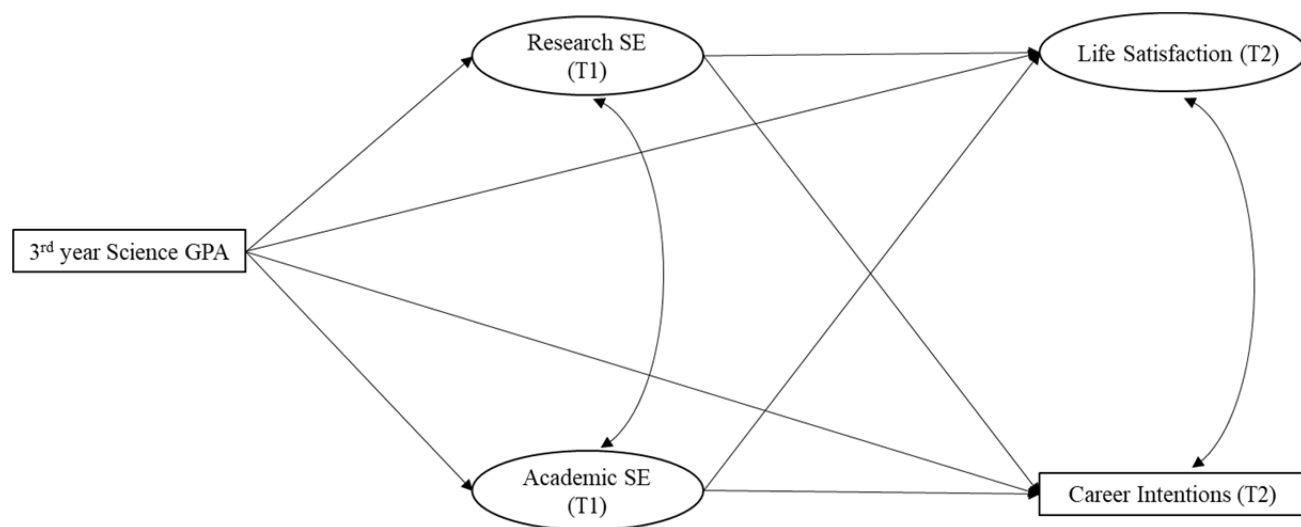 Research SE
(T1)
Life Satisfaction (T2)
3rd year Science GPA
Academic SE
(T1)
Career Intentions (T2)